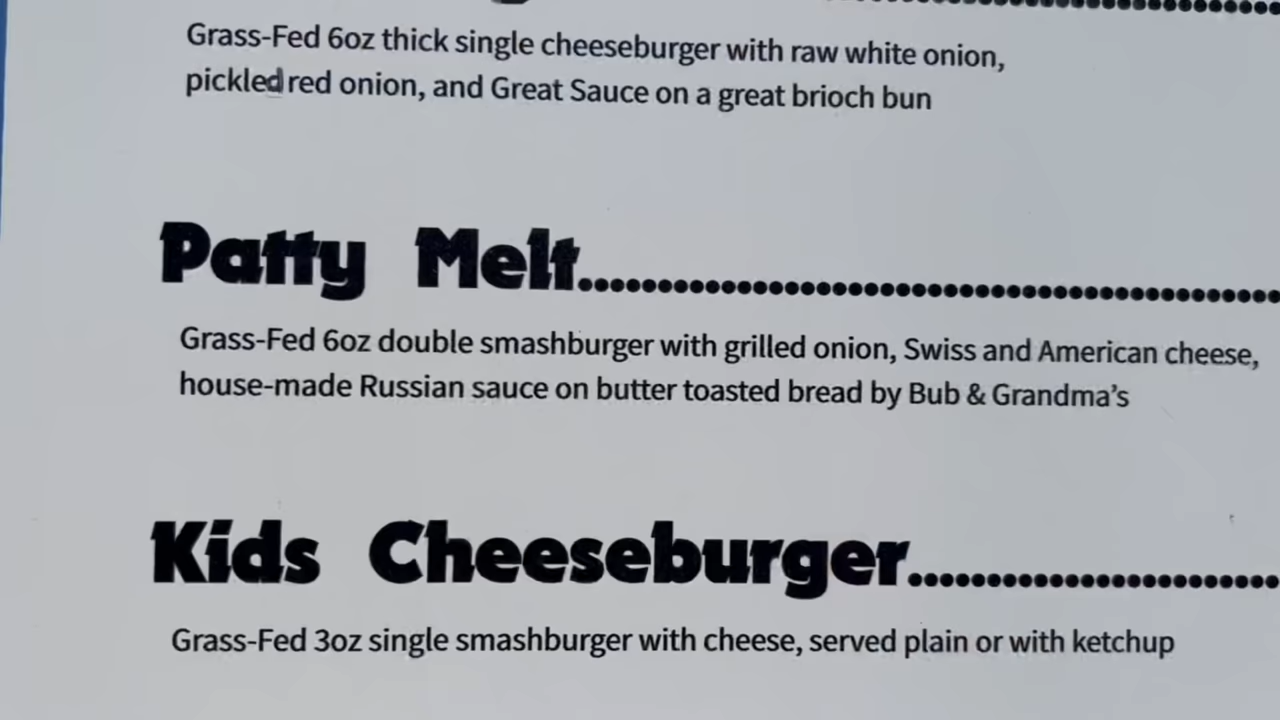 Grass-Fed 6oz thick single cheeseburger with raw white onion,
pickled red onion, and Great Sauce on a great brioch bun
Patty Melt........................................
Grass-Fed 6oz double smashburger with grilled onion, Swiss and American cheese,
house-made Russian sauce on butter toasted bread by Bub & Grandma's
Kids Cheeseburger.....................
Grass-Fed 3oz single smashburger with cheese, served plain or with ketchup